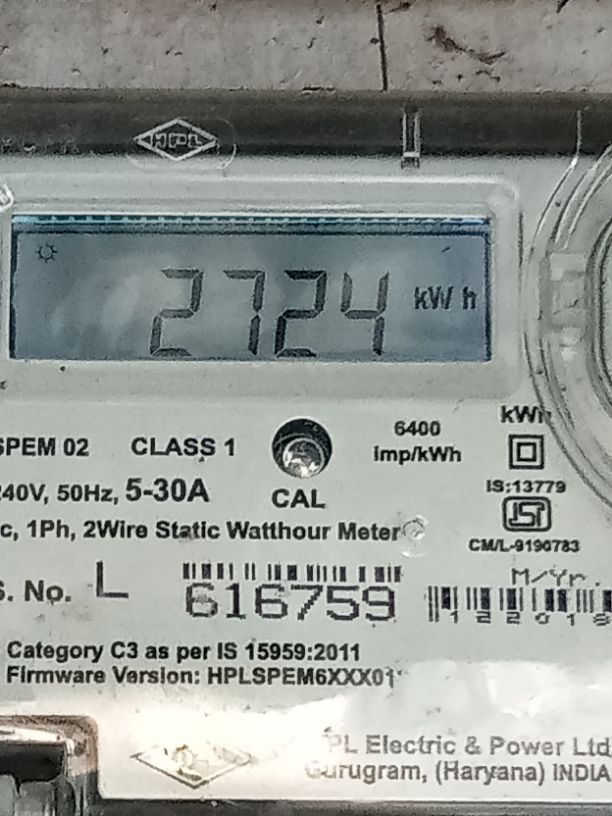 HPL
2724 kWh
kWh
6400
imp/kWh
SPEM 02 CLASS 1
IS:13779
240V, 50Hz, 5-30A
CAL
c, 1Ph, 2Wire Static Watthour Meter
CM/L-9190783
S. No. L 616759
M/Yr.
122018
Category C3 as per IS 15959:2011
Firmware Version: HPLSPEM6XXX01
PL Electric & Power Ltd
Gurugram, (Haryana) INDIA